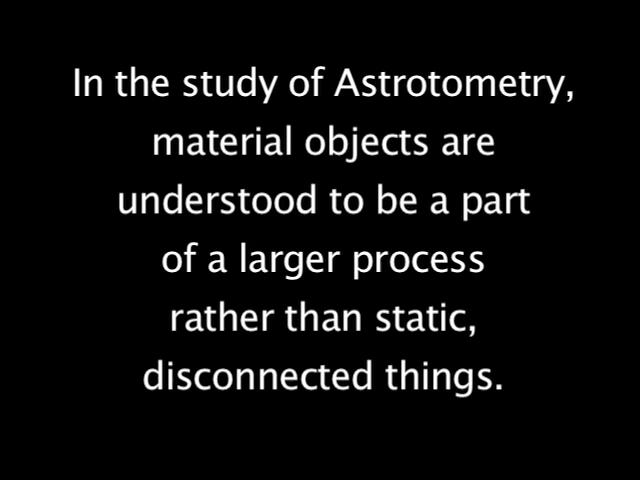 In the study of Astrotometry,
material objects are
understood to be a part
of a larger process
rather than static,
disconnected things.